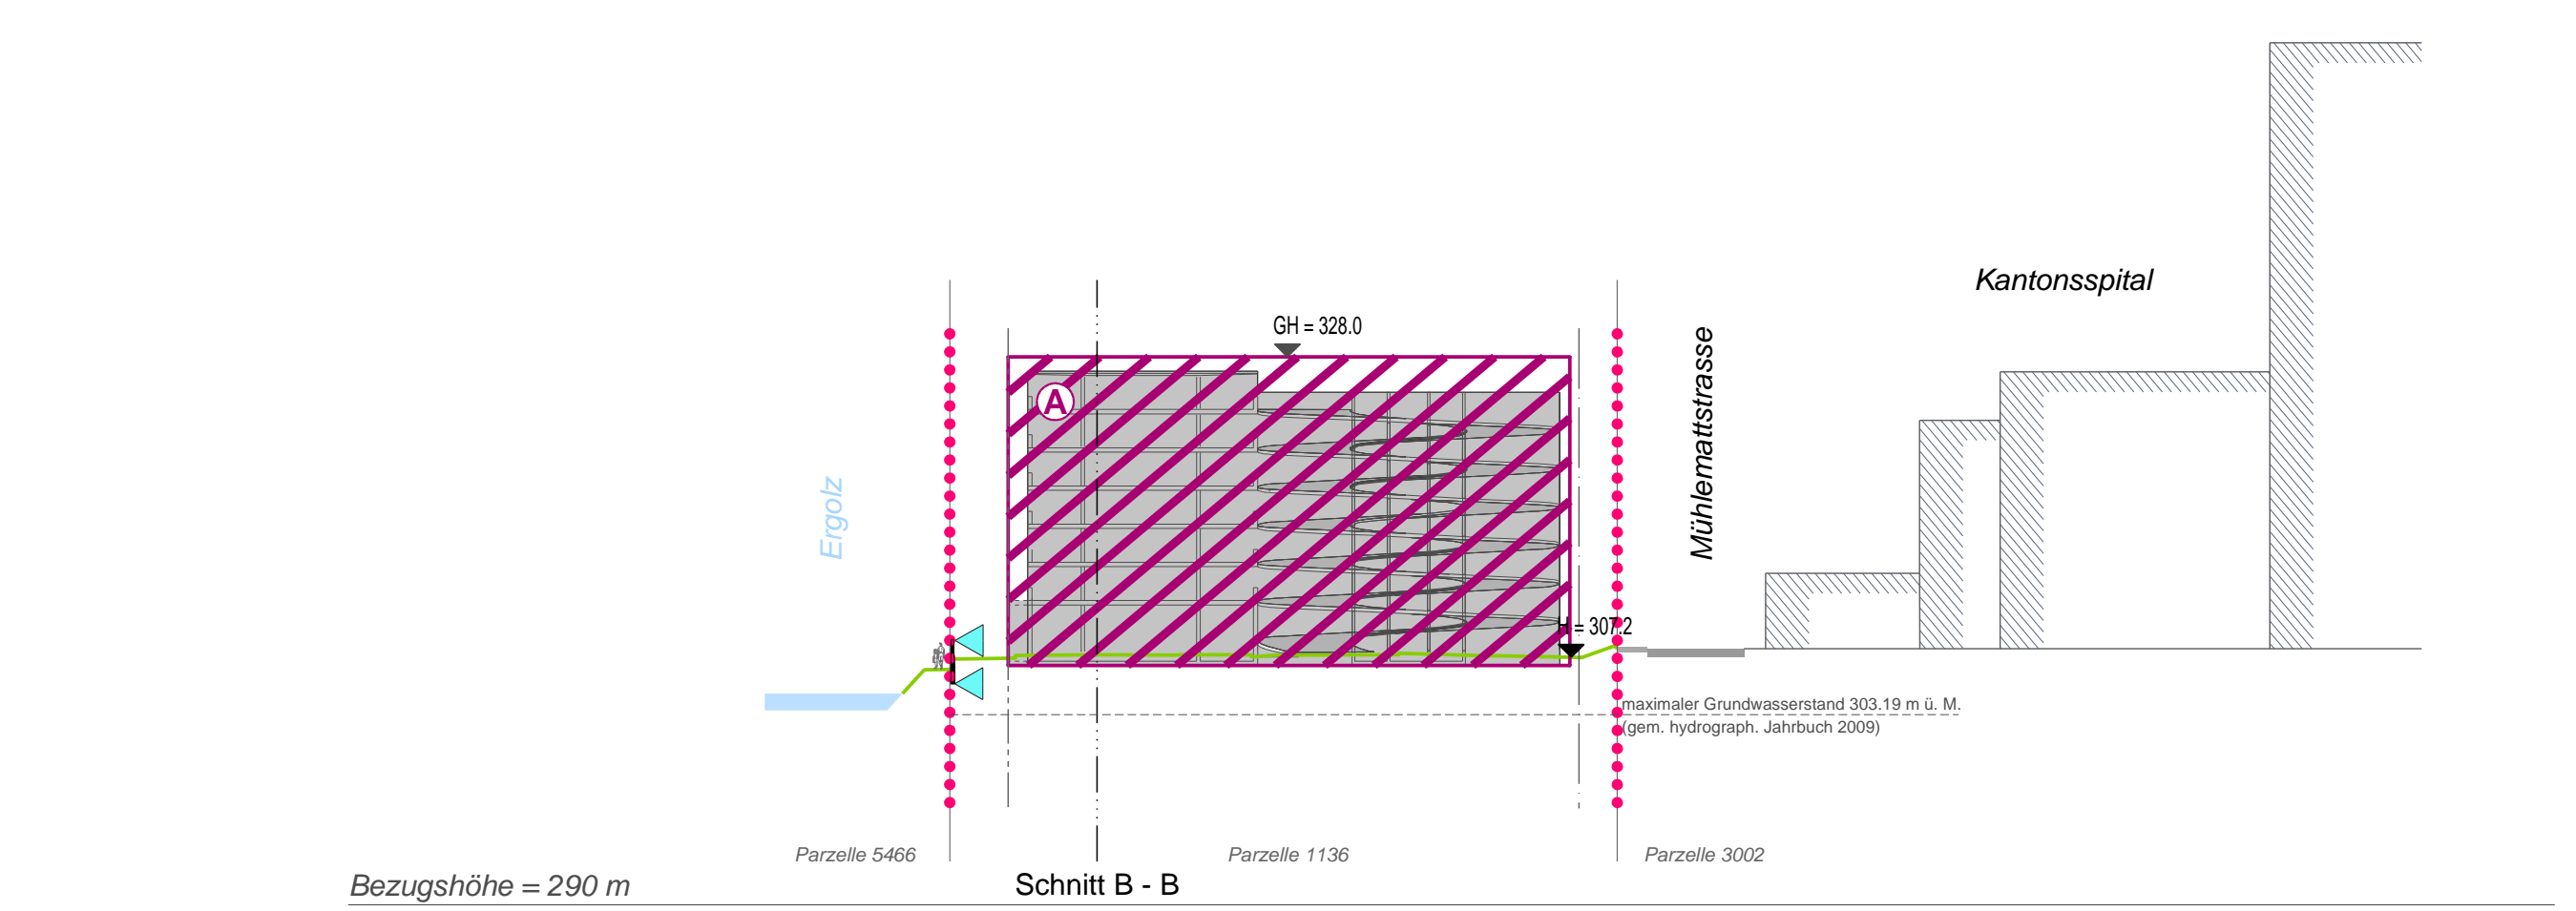 Kantonsspital
GH = 328.0
Mühlemattstrasse
A
Ergolz
H = 307.2
maximaler Grundwasserstand 303.19 m ü. M.
(gem. hydrograph. Jahrbuch 2009)
Parzelle 5466
Parzelle 1136
Parzelle 3002
Bezugshöhe = 290 m
Schnitt B - B